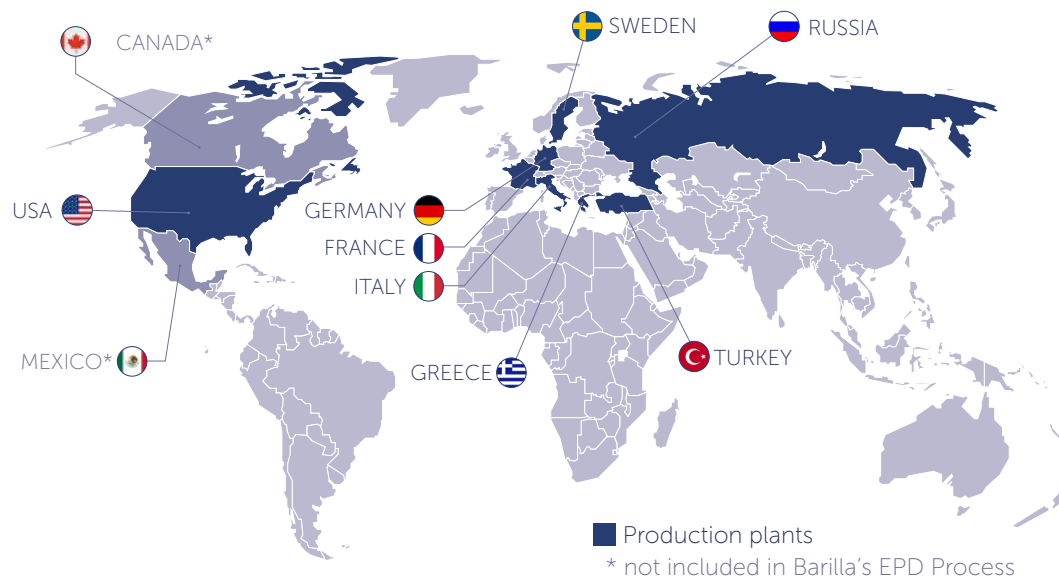 SWEDEN
RUSSIA
CANADA*
USA
GERMANY
FRANCE
ITALY
MEXICO*
GREECE
TURKEY
Production plants
* not included in Barilla's EPD Process